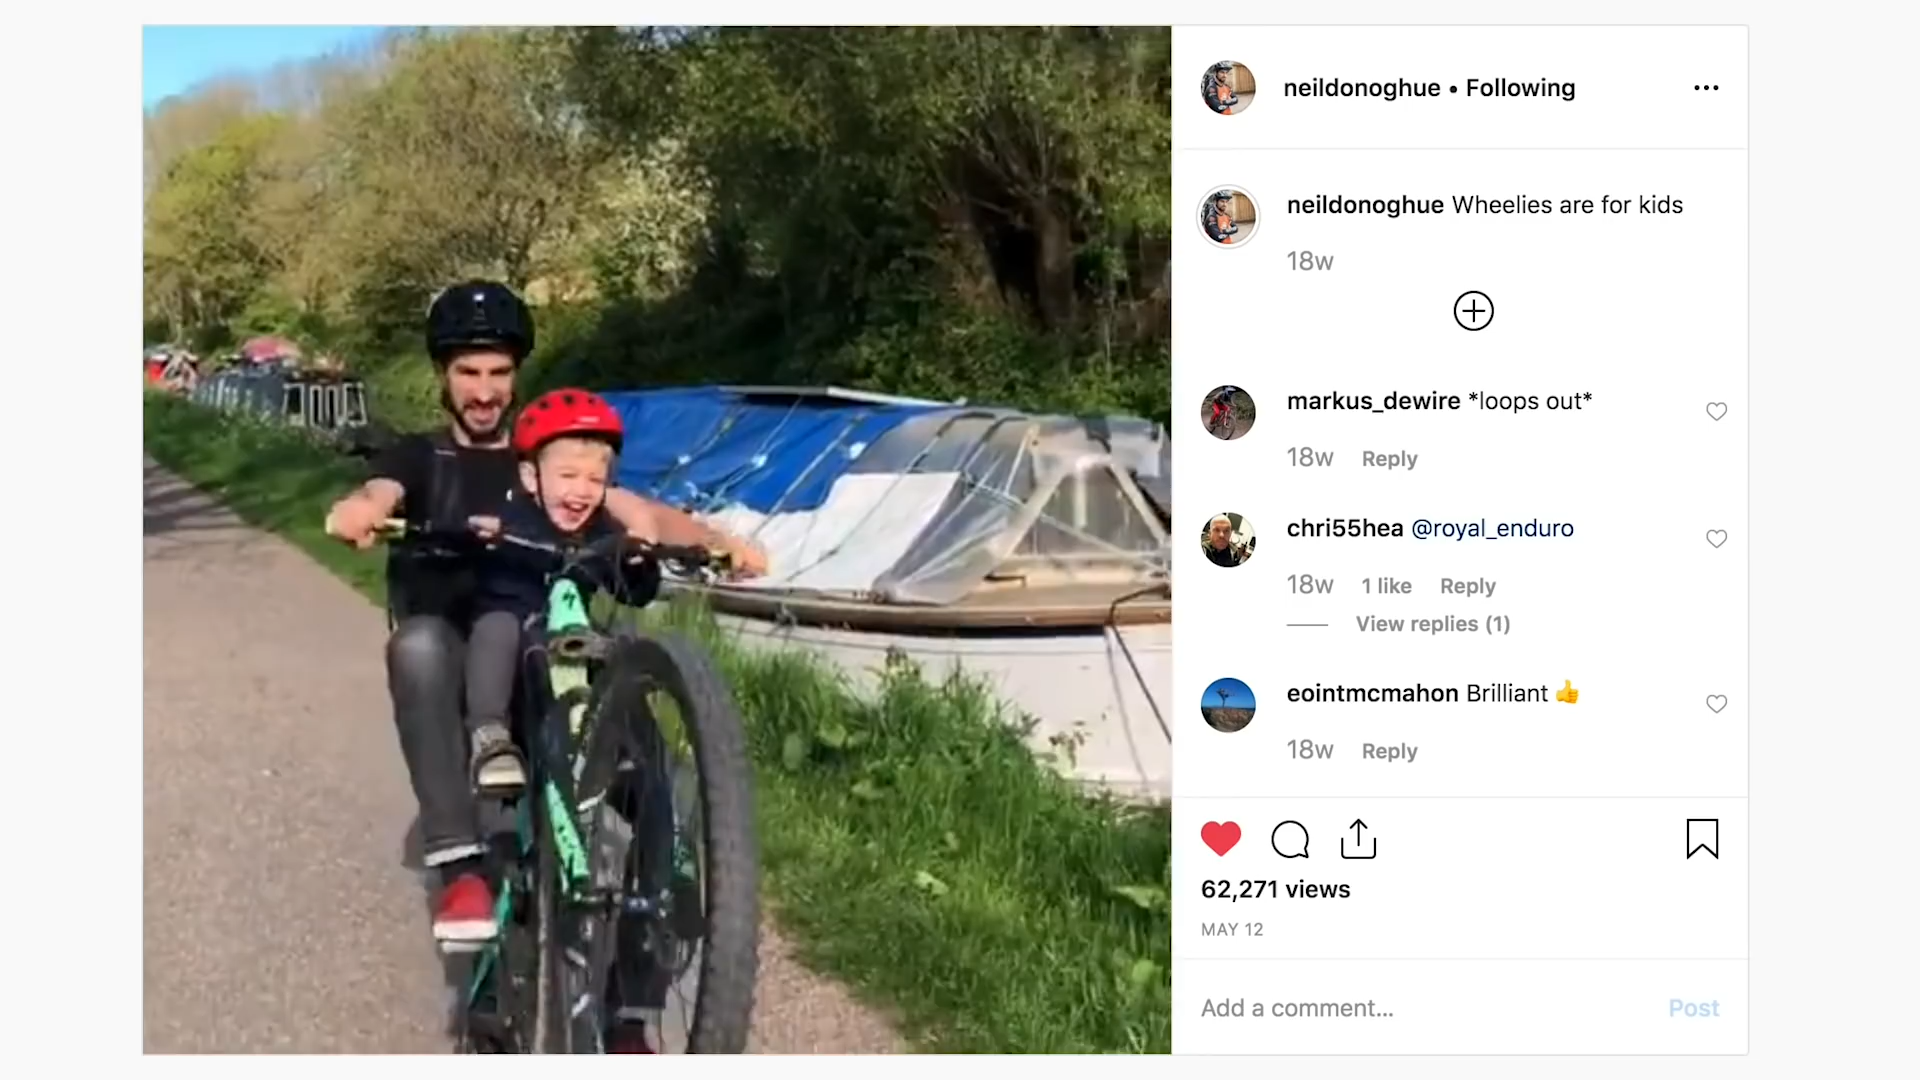 neildonoghue • Following
neildonoghue Wheelies are for kids
18w
markus_dewire *loops out*
18w Reply
chri55hea @royal_enduro
18w 1 like Reply
View replies (1)
eointmcmahon Brilliant 👍
18w Reply
62,271 views
MAY 12
Add a comment... Post